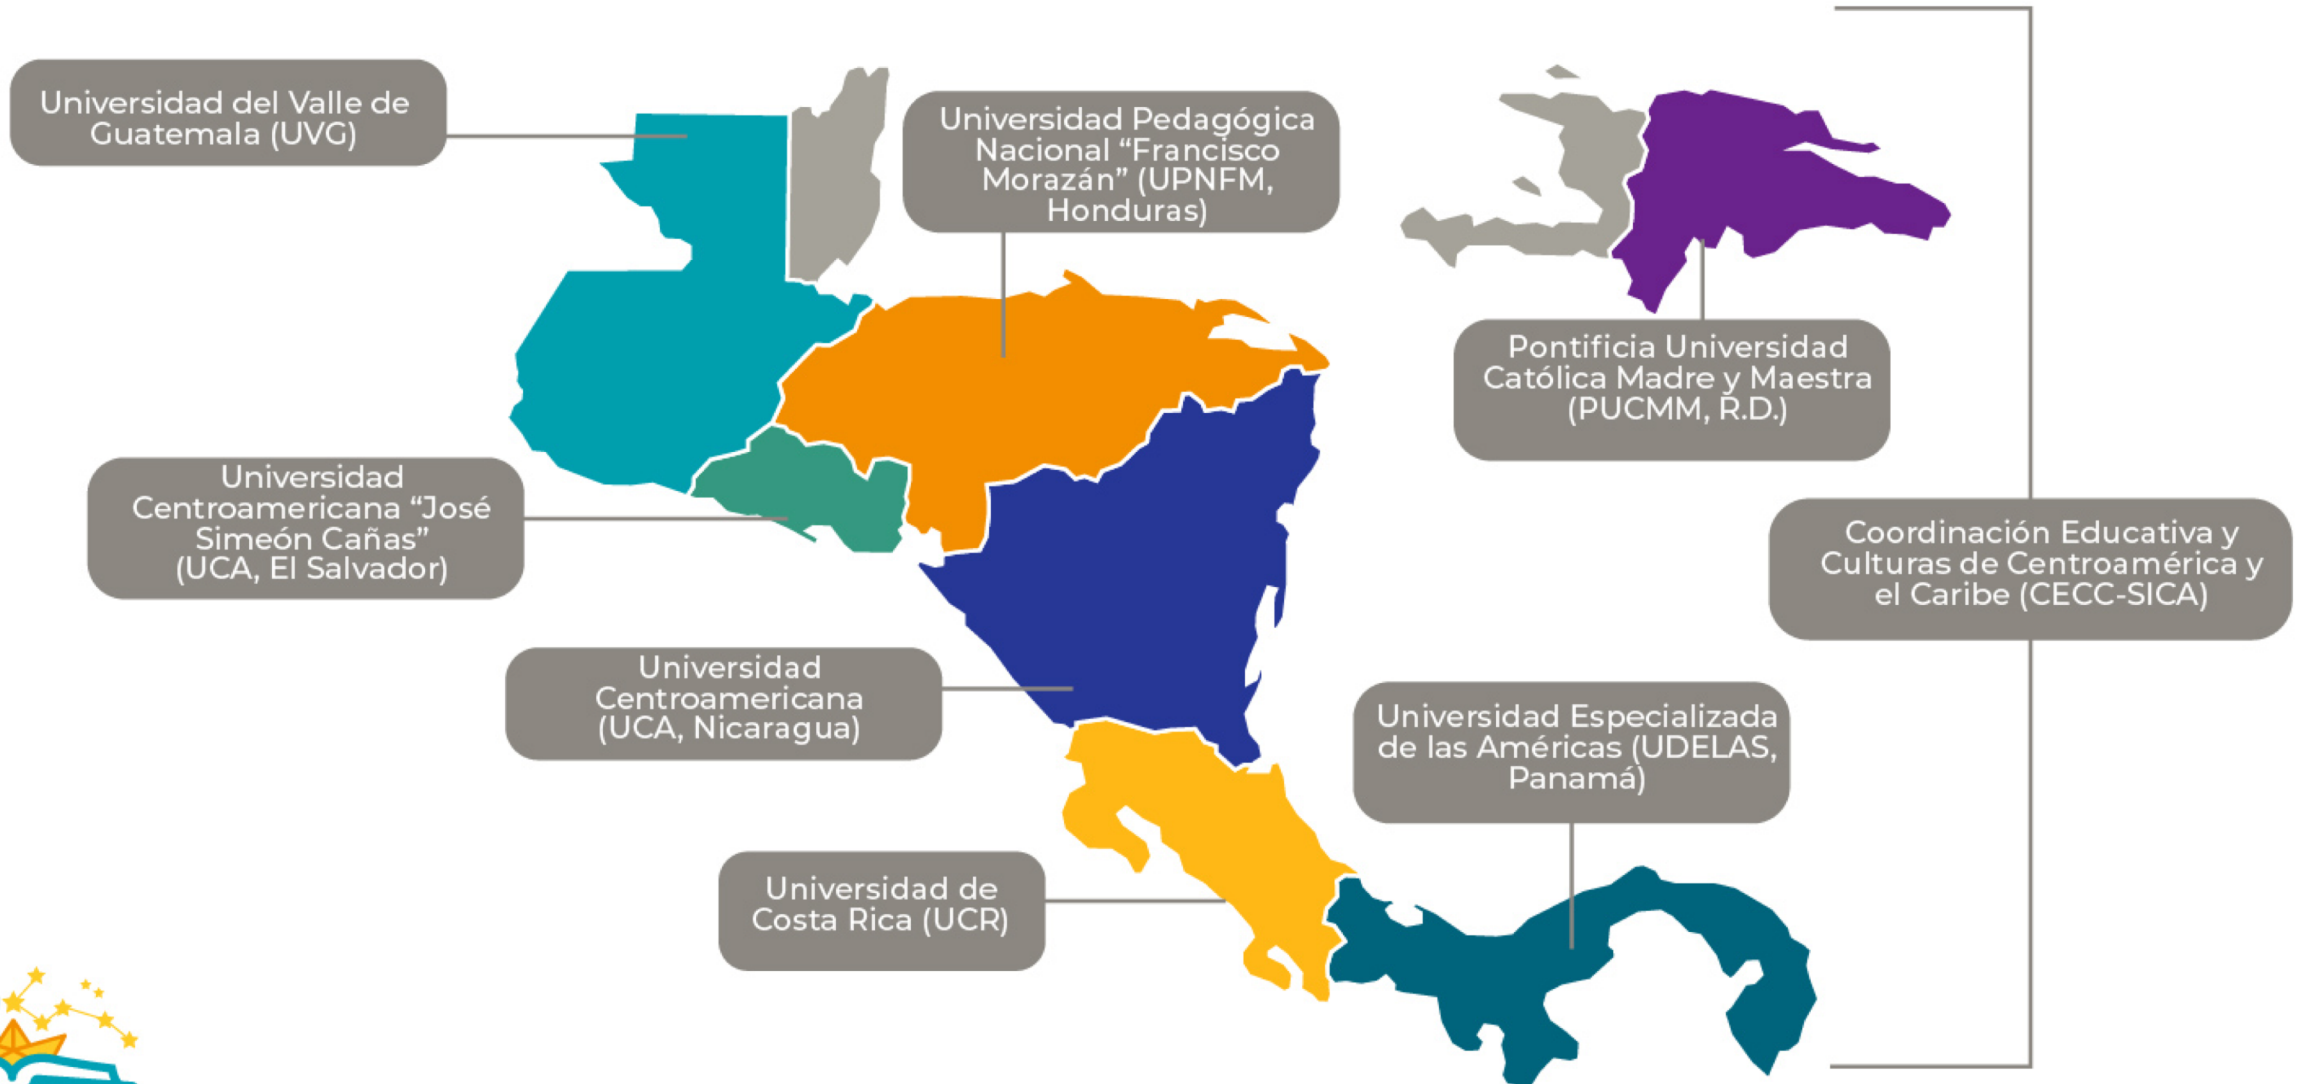 Universidad del Valle de
Guatemala (UVG)
Universidad Pedagógica
Nacional “Francisco
Morazán” (UPNFM,
Honduras)
Pontificia Universidad
Católica Madre y Maestra
(PUCMM, R.D.)
Universidad
Centroamericana “José
Simeón Cañas”
(UCA, El Salvador)
Coordinación Educativa y
Culturas de Centroamérica y
el Caribe (CECC-SICA)
Universidad
Centroamericana
(UCA, Nicaragua)
Universidad Especializada
de las Américas (UDELAS,
Panamá)
Universidad de
Costa Rica (UCR)